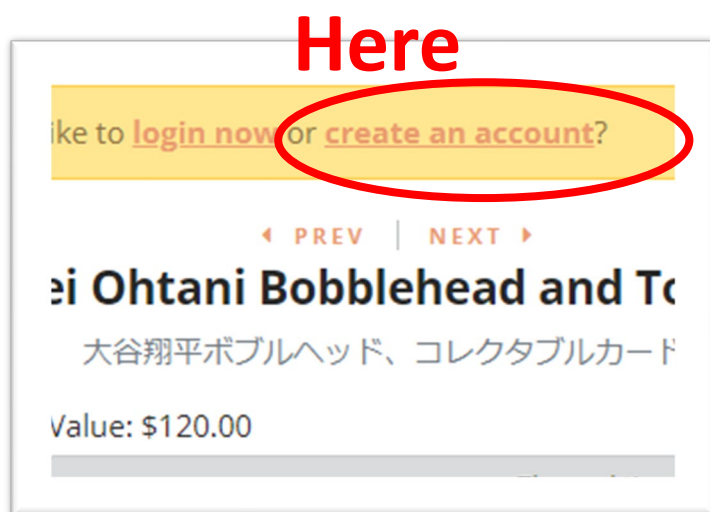 Here
ike to login now or create an account?
PREV | NEXT
ei Ohtani Bobblehead and To
大谷翔平ボブルヘッド、コレクタブルカード
Value: $120.00